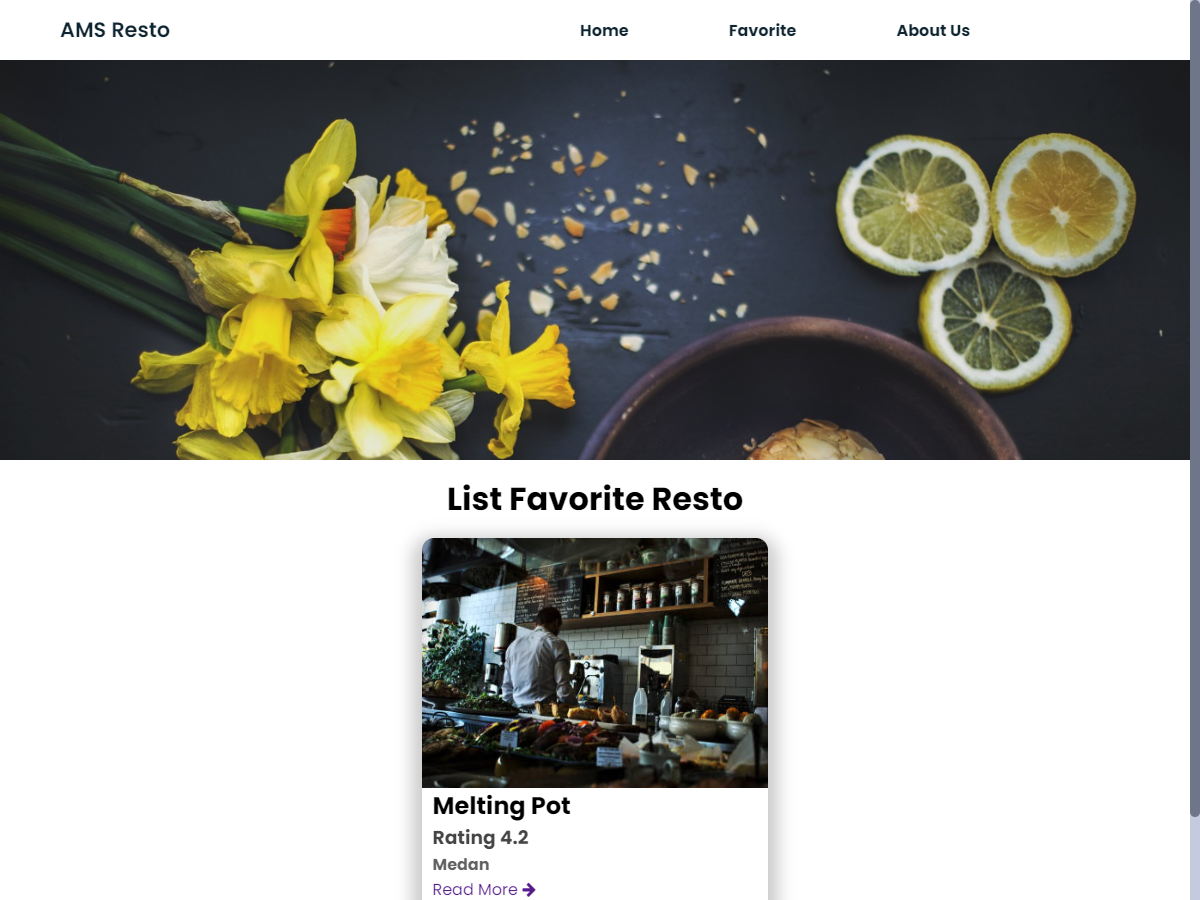 AMS Resto
Home
Favorite
About Us
List Favorite Resto
Melting Pot
Rating 4.2
Medan
Read More